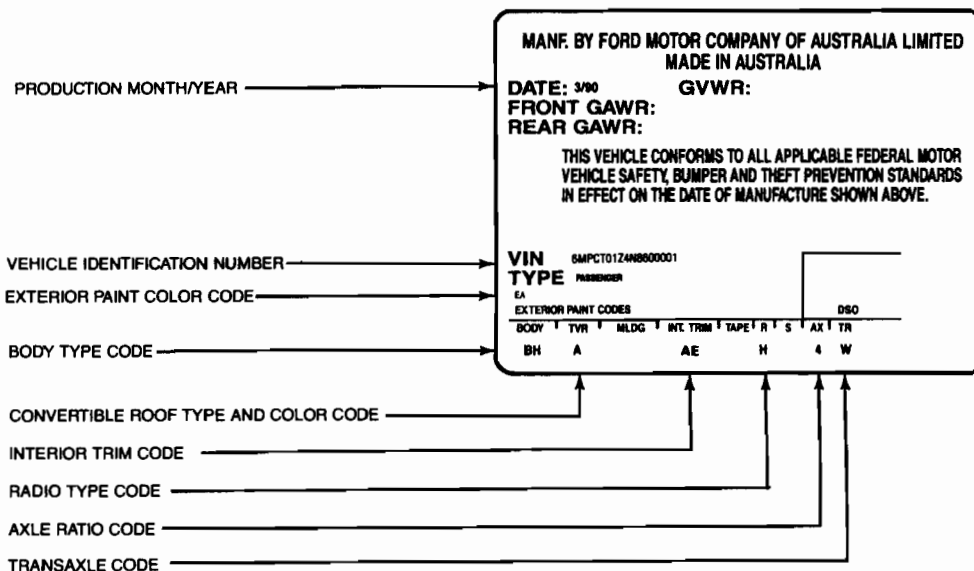 MANF. BY FORD MOTOR COMPANY OF AUSTRALIA LIMITED
MADE IN AUSTRALIA
PRODUCTION MONTH/YEAR
DATE: 3/90 GVWR:
FRONT GAWR:
REAR GAWR:
THIS VEHICLE CONFORMS TO ALL APPLICABLE FEDERAL MOTOR
VEHICLE SAFETY, BUMPER AND THEFT PREVENTION STANDARDS
IN EFFECT ON THE DATE OF MANUFACTURE SHOWN ABOVE.
VEHICLE IDENTIFICATION NUMBER
VIN 6MPCT01Z4N8600001
TYPE PASSENGER
EXTERIOR PAINT COLOR CODE
EA
EXTERIOR PAINT CODES DSO
BODY TVR MLDG INT. TRIM TAPE R S AX TR
BODY TYPE CODE
BH A AE H 4 W
CONVERTIBLE ROOF TYPE AND COLOR CODE
INTERIOR TRIM CODE
RADIO TYPE CODE
AXLE RATIO CODE
TRANSAXLE CODE